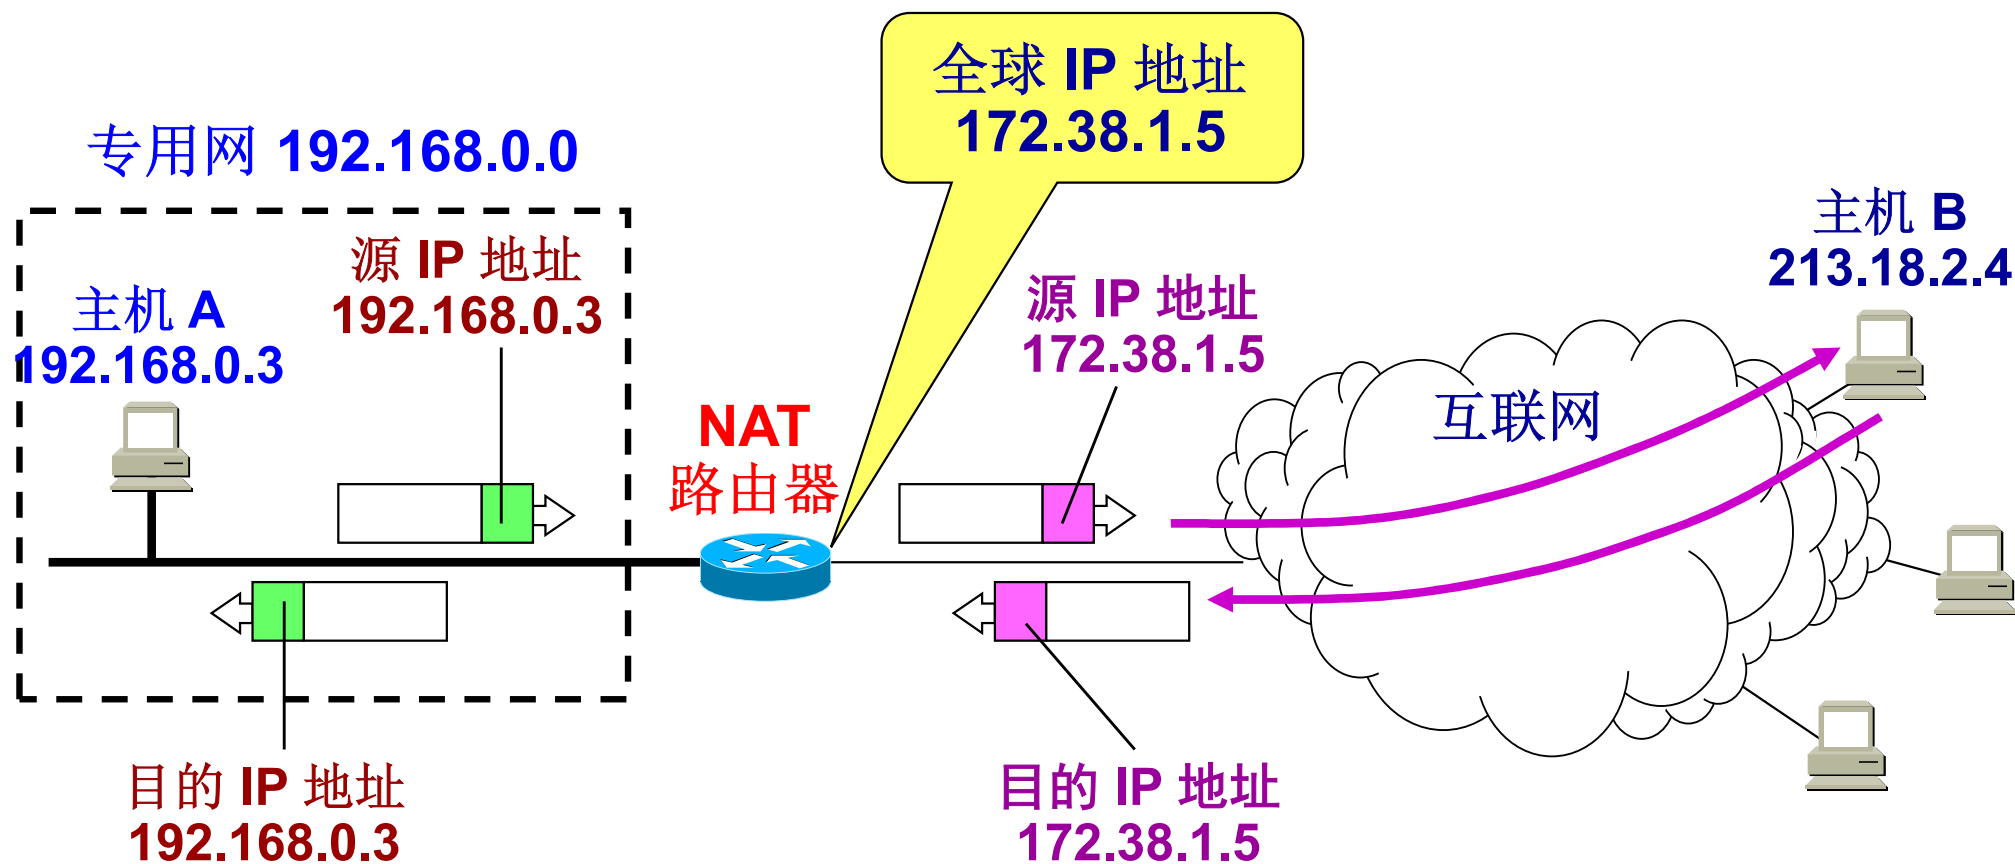 全球 IP 地址
172.38.1.5
专用网 192.168.0.0
主机 B
213.18.2.4
源 IP 地址
192.168.0.3
源 IP 地址
172.38.1.5
主机 A
192.168.0.3
互联网
NAT
路由器
目的 IP 地址
192.168.0.3
目的 IP 地址
172.38.1.5